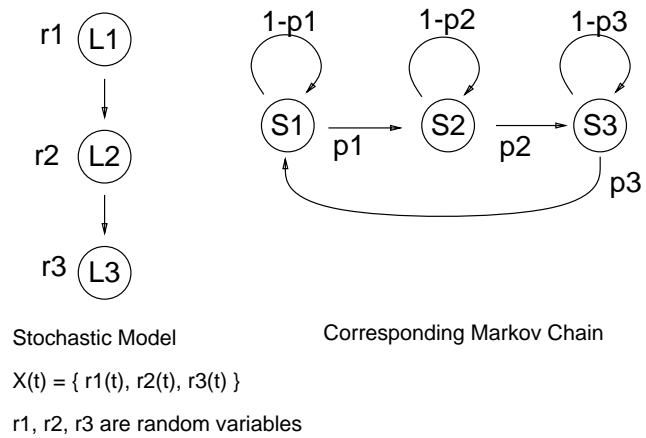 r1 L1
r2 L2
r3 L3
1-p1 1-p2 1-p3
S1 S2 S3
p1 p2 p3
Stochastic Model
Corresponding Markov Chain
X(t) = { r1(t), r2(t), r3(t) }
r1, r2, r3 are random variables